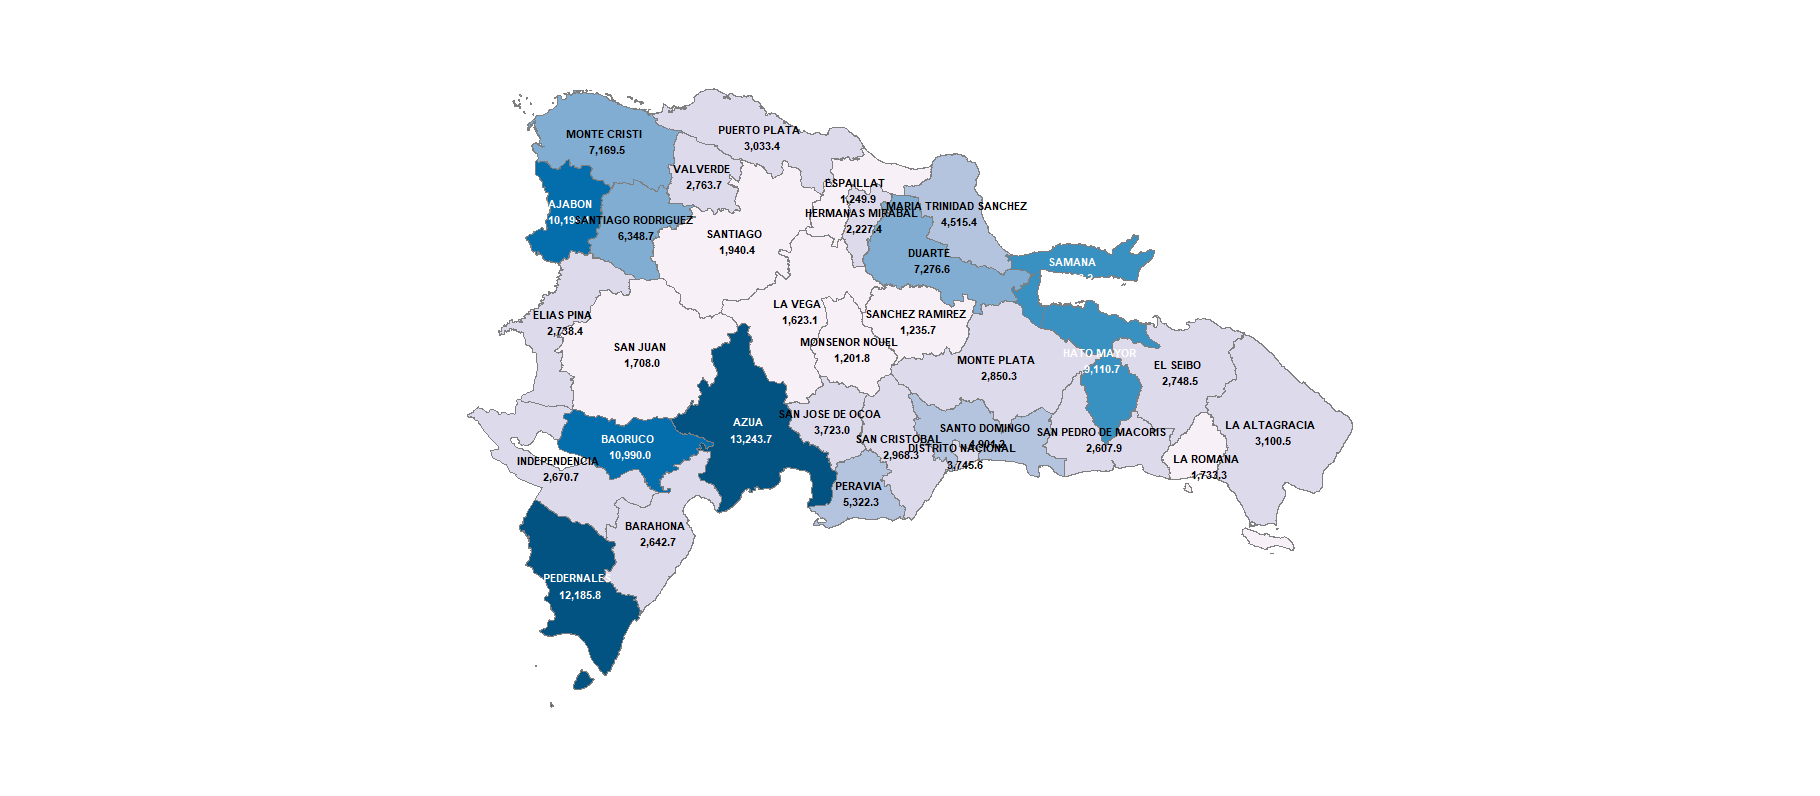 PUERTO PLATA
3,033.4
MONTE CRISTI
7,169.5
VALVERDE
2,763.7
ESPAILLAT
1,249.9
AJABON
10,19
SANTIAGO RODRIGUEZ
6,348.7
MARIA TRINIDAD SANCHEZ
4,515.4
HERMANAS MIRABAL
2,227.4
SANTIAGO
1,940.4
DUARTE
7,276.6
SAMANA
LA VEGA
1,623.1
ELIAS PINA
2,738.4
SANCHEZ RAMIREZ
1,235.7
SAN JUAN
1,708.0
MONSENOR NOUEL
1,201.8
HATO MAYOR
9,110.7
MONTE PLATA
2,850.3
EL SEIBO
2,748.5
SAN JOSE DE OCOA
3,723.0
AZUA
13,243.7
BAORUCO
10,990.0
SANTO DOMINGO
4,901.2
SAN PEDRO DE MACORIS
2,607.9
LA ALTAGRACIA
3,100.5
SAN CRISTOBAL
2,968.3
DISTRITO NACIONAL
3,745.6
LA ROMANA
1,733.3
INDEPENDENCIA
2,670.7
PERAVIA
5,322.3
BARAHONA
2,642.7
PEDERNALES
12,185.8